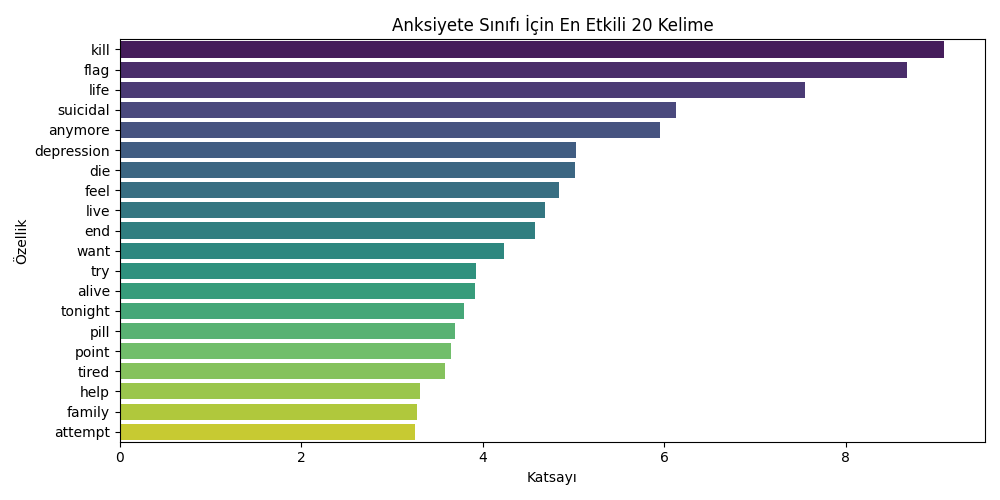 Anksiyete Sınıfı İçin En Etkili 20 Kelime
kill
flag
life
suicidal
anymore
depression
die
feel
live
end
want
try
alive
tonight
pill
point
tired
help
family
attempt
Özellik
0 2 4 6 8
Katsayı